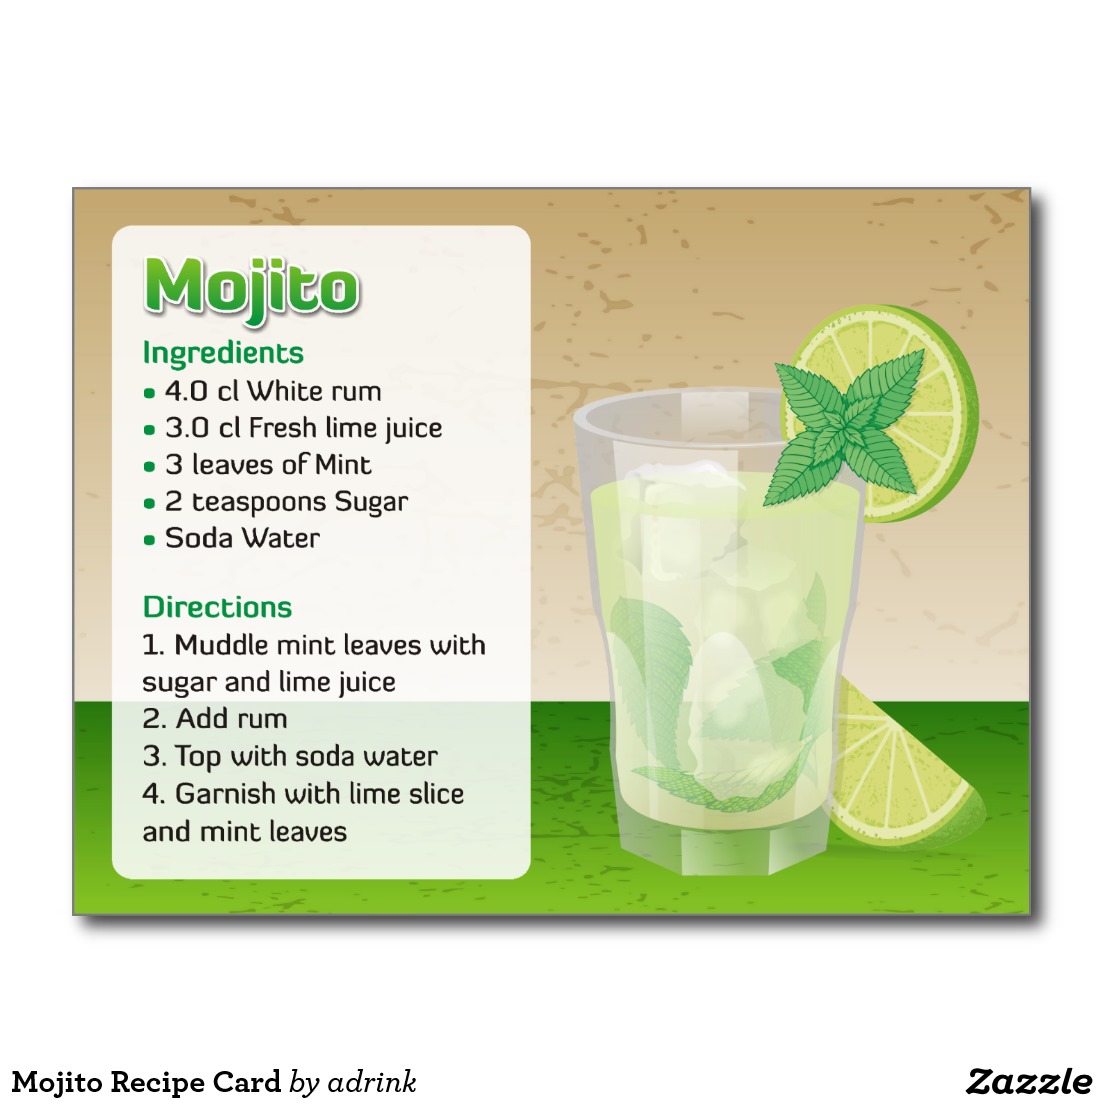 Mojito
Ingredients
• 4.0 cl White rum
• 3.0 cl Fresh lime juice
• 3 leaves of Mint
• 2 teaspoons Sugar
• Soda Water
Directions
1. Muddle mint leaves with
sugar and lime juice
2. Add rum
3. Top with soda water
4. Garnish with lime slice
and mint leaves
Mojito Recipe Card by adrink
Zazzle